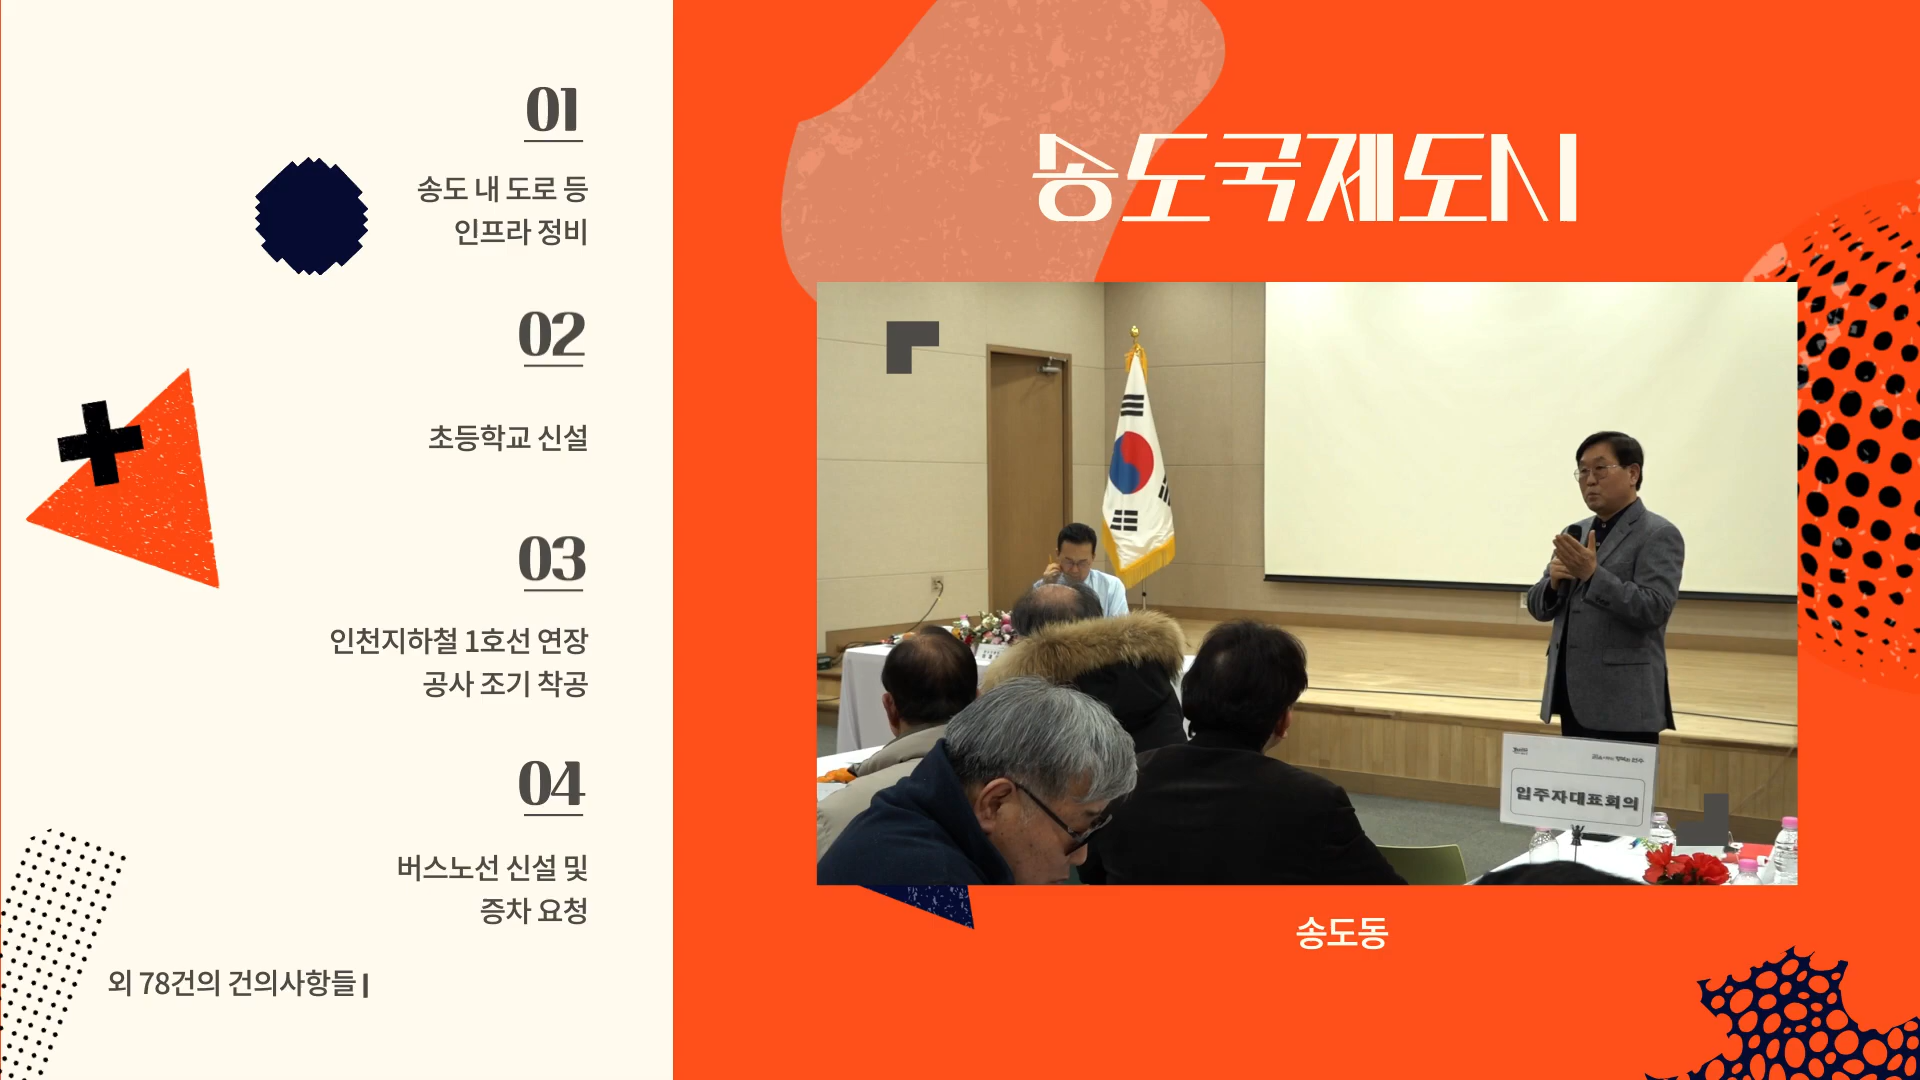 01
송도 내 도로 등
인프라 정비
02
초등학교 신설
03
인천지하철 1호선 연장
공사 조기 착공
04
버스노선 신설 및
증차 요청
외 78건의 건의사항들
송도국제도시
입주자대표회의
송도동